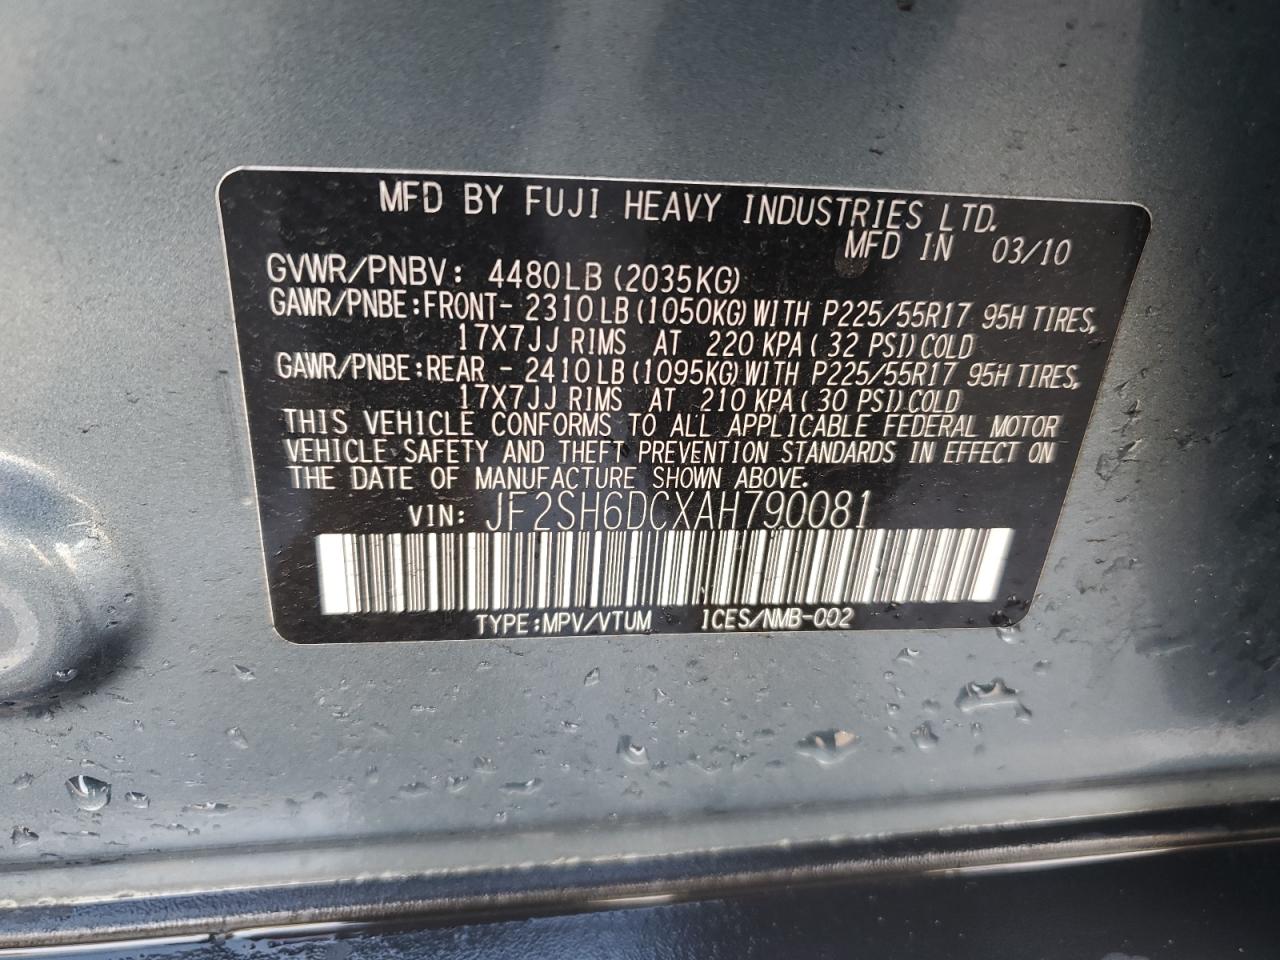 MFD BY FUJI HEAVY INDUSTRIES LTD.
MFD IN 03/10
GVWR/PNBV: 4480LB (2035KG)
GAWR/PNBE:FRONT- 2310LB (1050KG) WITH P225/55R17 95H TIRES,
17X7JJ RIMS AT 220 KPA ( 32 PSI) COLD
GAWR/PNBE:REAR - 2410LB (1095KG) WITH P225/55R17 95H TIRES,
17X7JJ RIMS AT 210 KPA ( 30 PSI) COLD
THIS VEHICLE CONFORMS TO ALL APPLICABLE FEDERAL MOTOR
VEHICLE SAFETY AND THEFT PREVENTION STANDARDS IN EFFECT ON
THE DATE OF MANUFACTURE SHOWN ABOVE.
VIN: JF2SH6DCXAH790081
TYPE:MPV/VTUM ICES/NMB-002